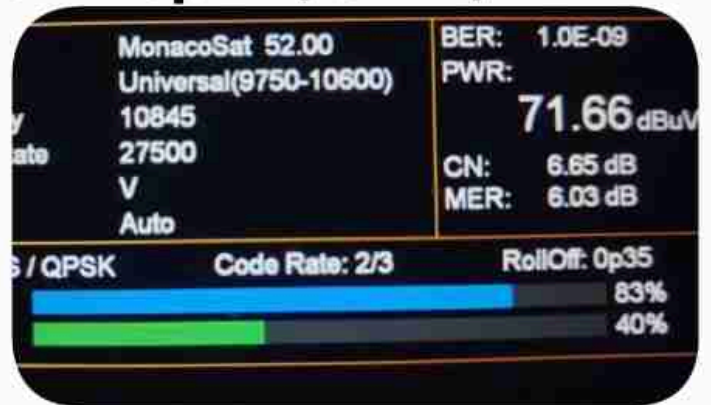 MonacoSat 52.00
Universal(9750-10600)
y 10845
ate 27500
V
Auto
BER: 1.0E-09
PWR:
71.66 dBuV
CN: 6.65 dB
MER: 6.03 dB
S / QPSK Code Rate: 2/3 RollOff: 0p35
83%
40%